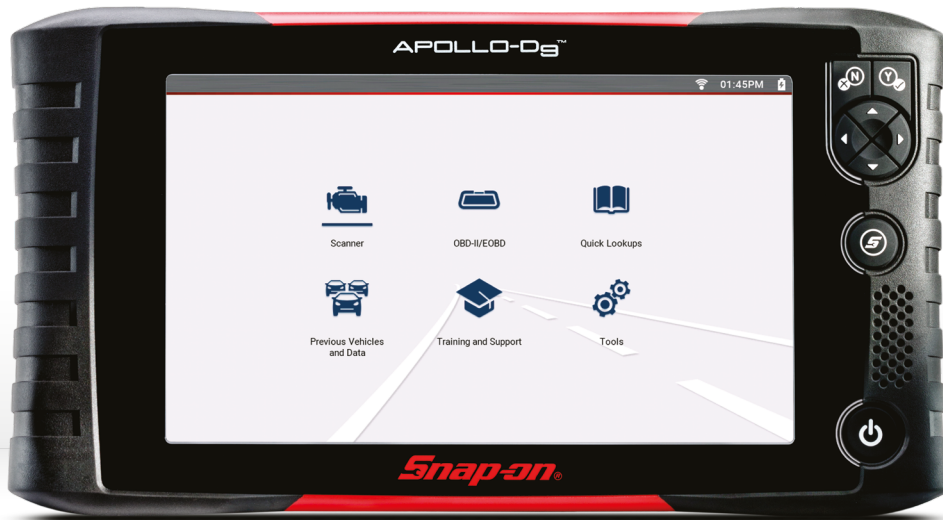 APOLLO-D9™
01:45PM
N
Y
Scanner
OBD-II/EOBD
Quick Lookups
S
Previous Vehicles
and Data
Training and Support
Tools
Snap-on®